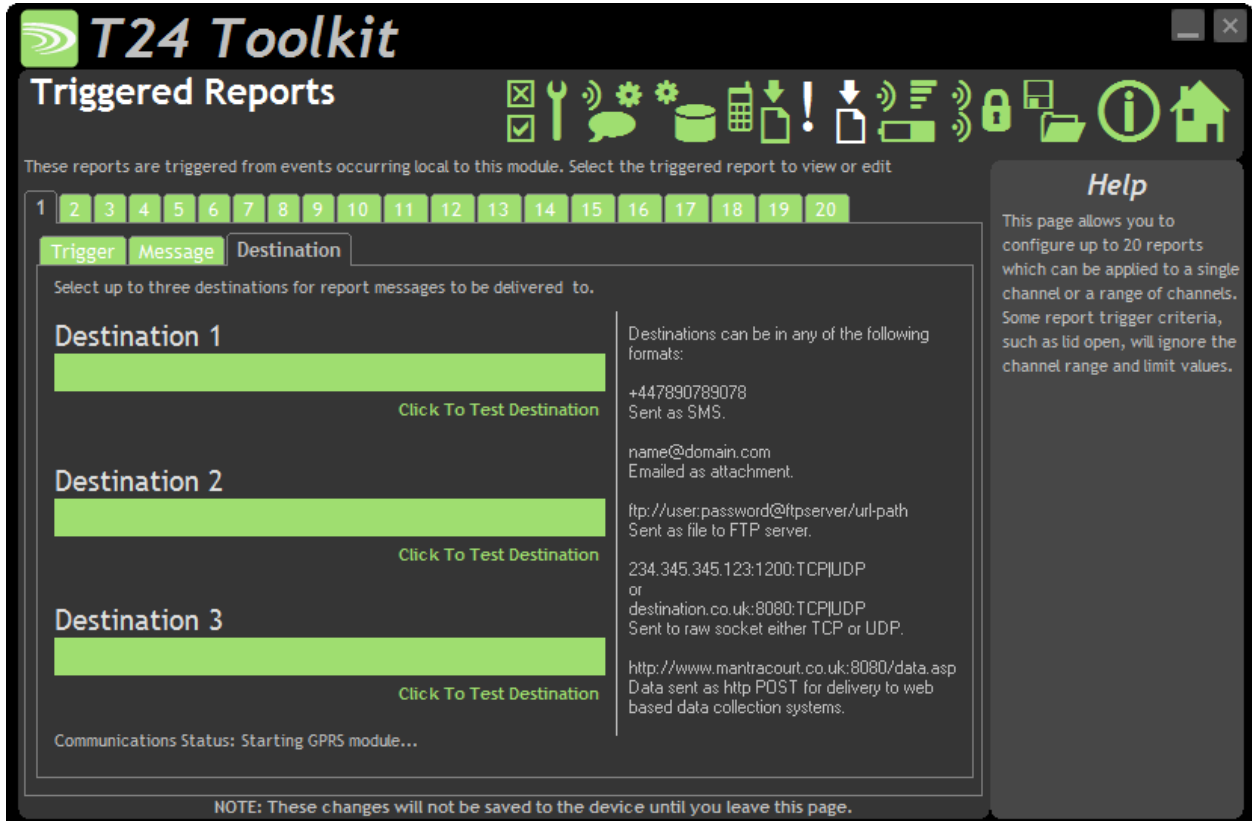 T24 Toolkit
Triggered Reports
These reports are triggered from events occurring local to this module. Select the triggered report to view or edit
1 2 3 4 5 6 7 8 9 10 11 12 13 14 15 16 17 18 19 20
Trigger Message Destination
Select up to three destinations for report messages to be delivered to.
Destination 1
Click To Test Destination
Destination 2
Click To Test Destination
Destination 3
Click To Test Destination
Communications Status: Starting GPRS module...
Destinations can be in any of the following
formats:
+447890789078
Sent as SMS.
name@domain.com
Emailed as attachment.
ftp://user:password@ftpserver/url-path
Sent as file to FTP server.
234.345.345.123:1200:TCP|UDP
or
destination.co.uk:8080:TCP|UDP
Sent to raw socket either TCP or UDP.
http://www.mantracourt.co.uk:8080/data.asp
Data sent as http POST for delivery to web
based data collection systems.
NOTE: These changes will not be saved to the device until you leave this page.
Help
This page allows you to
configure up to 20 reports
which can be applied to a single
channel or a range of channels.
Some report trigger criteria,
such as lid open, will ignore the
channel range and limit values.